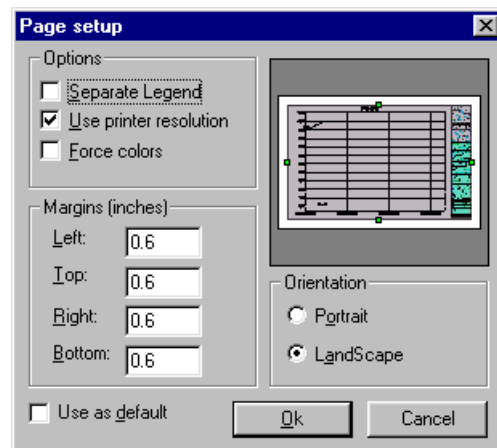 Page setup
Options
Separate Legend
Use printer resolution
Force colors
Margins (inches)
Left: 0.6
Top: 0.6
Right: 0.6
Bottom: 0.6
Orientation
Portrait
LandScape
Use as default
Ok
Cancel